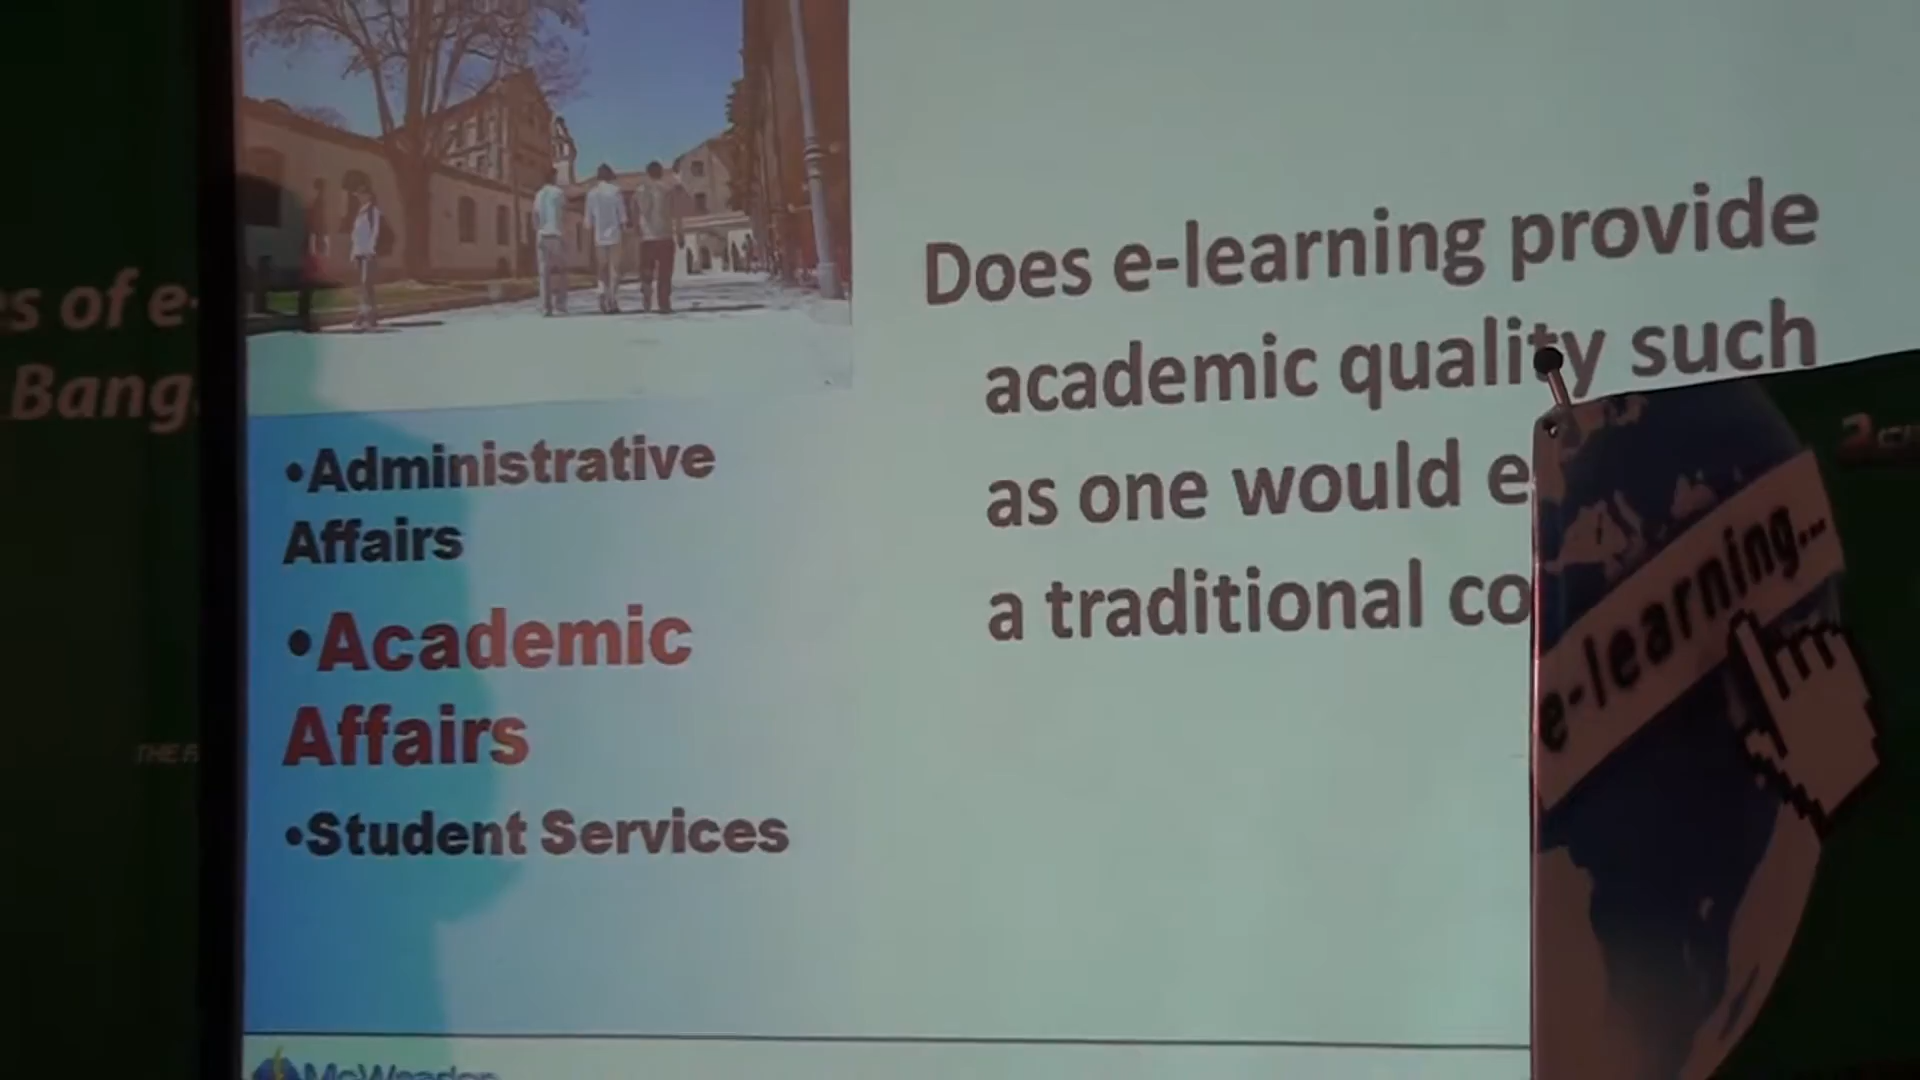 es of e-
Bang
•Administrative
Affairs
•Academic
Affairs
•Student Services
Does e-learning provide
academic quality such
as one would e
a traditional co
e-learning...
THE